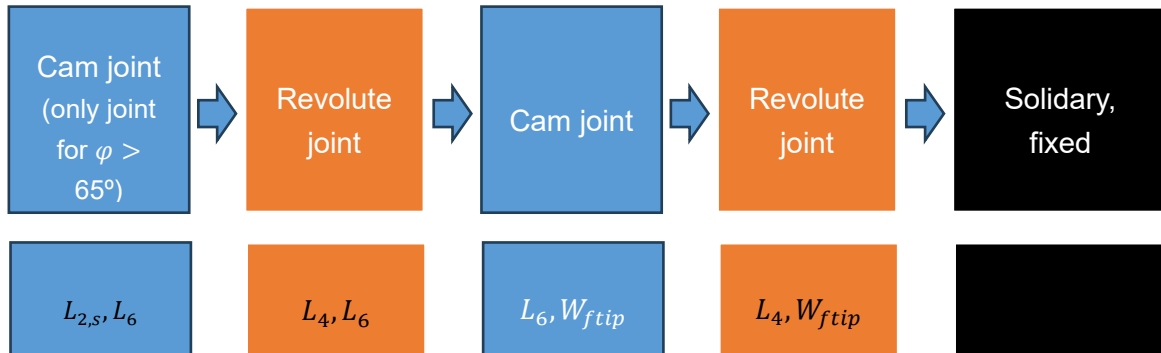 Cam joint
(only joint
for φ >
65º)
Revolute
joint
Cam joint
Revolute
joint
Solidary,
fixed
L2,s, L6
L4, L6
L6, Wftip
L4, Wftip